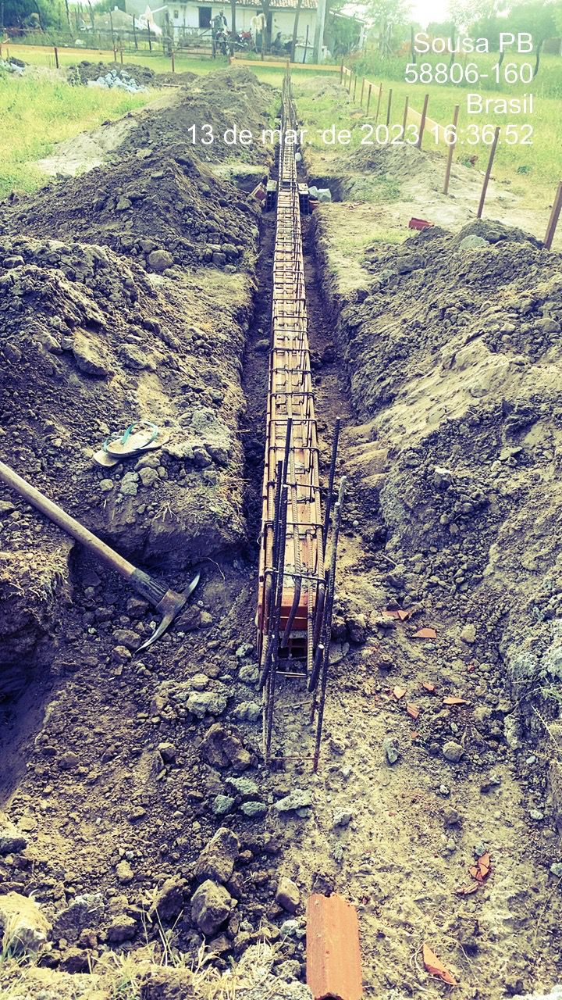 Sousa PB
58806-160
Brasil
13 de mar. de 2023 16:36:52